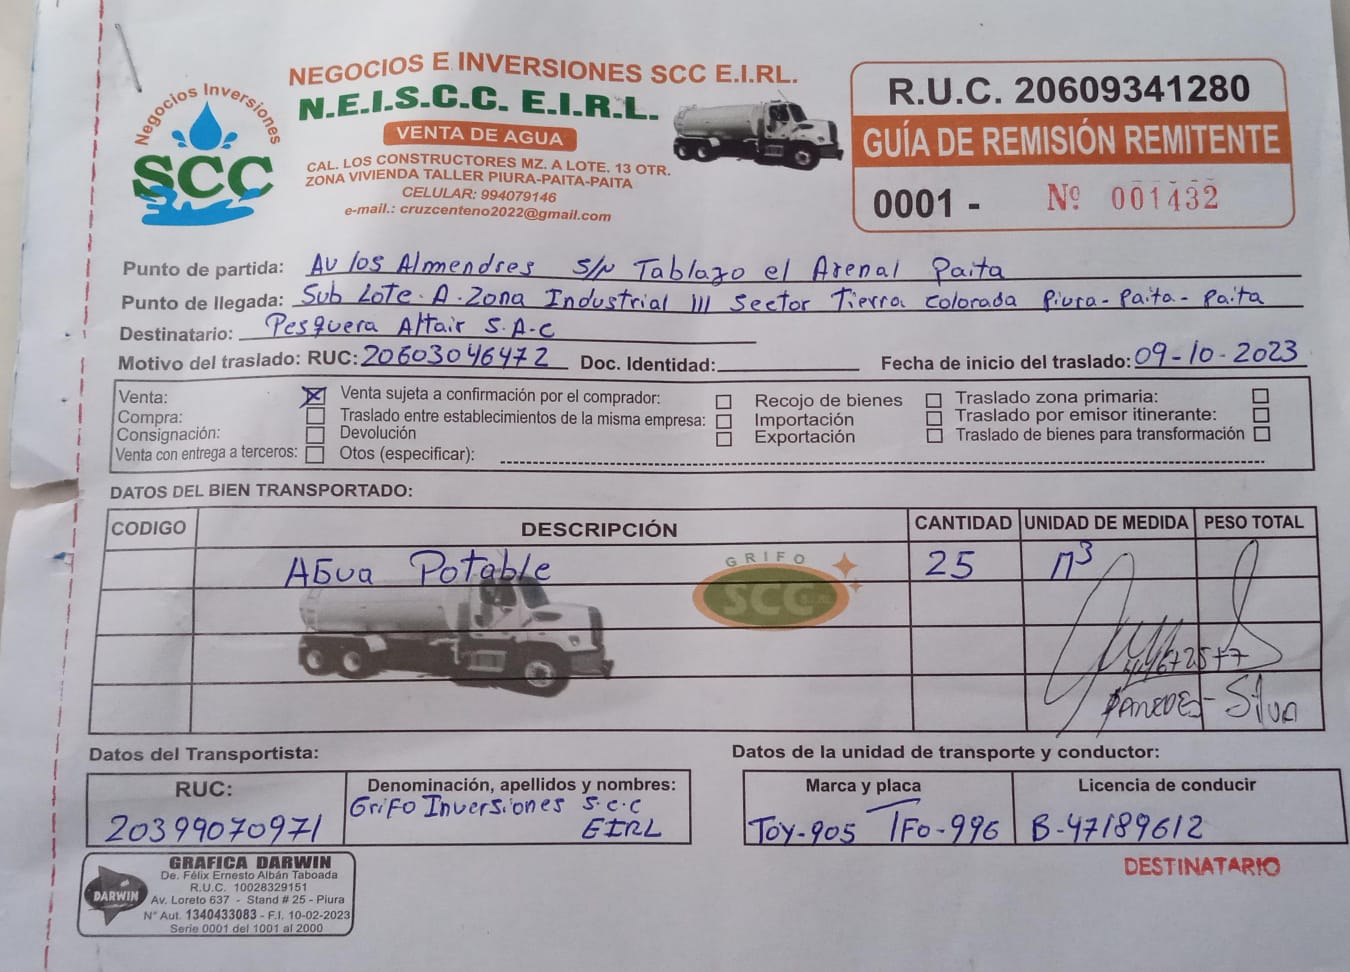 Negocios Inversiones
SCC
NEGOCIOS E INVERSIONES SCC E.I.RL.
N.E.I.S.C.C. E.I.R.L.
VENTA DE AGUA
CAL. LOS CONSTRUCTORES MZ. A LOTE. 13 OTR.
ZONA VIVIENDA TALLER PIURA-PAITA-PAITA
CELULAR: 994079146
e-mail.: cruzcenteno2022@gmail.com
R.U.C. 20609341280
GUÍA DE REMISIÓN REMITENTE
0001 - Nº 001432
Punto de partida: Av los Almendres S/N Tablazo el Arenal Paita
Punto de llegada: Sub Lote. A. Zona Industrial III Sector Tierra Colorada Piura-Paita-Paita
Destinatario: Pesquera Altair S.A.C
Motivo del traslado: RUC: 20603046472 Doc. Identidad: Fecha de inicio del traslado: 09-10-2023
Venta: X Venta sujeta a confirmación por el comprador: Recojo de bienes Traslado zona primaria:
Compra: Traslado entre establecimientos de la misma empresa: Importación Traslado por emisor itinerante:
Consignación: Devolución Exportación Traslado de bienes para transformación
Venta con entrega a terceros: Otos (especificar):
DATOS DEL BIEN TRANSPORTADO:
CODIGO DESCRIPCIÓN CANTIDAD UNIDAD DE MEDIDA PESO TOTAL
AGua Potable 25 M3
GRIFO
SCC
PAREDES-Silva
Datos del Transportista:
RUC: Denominación, apellidos y nombres:
20399070971 Grifo Inversiones S.C.C
EIRL
Datos de la unidad de transporte y conductor:
Marca y placa Licencia de conducir
TOY-905 TFO-996 B-47189612
DESTINATARIO
DARWIN
GRAFICA DARWIN
De. Félix Ernesto Albán Taboada
R.U.C. 10028329151
Av. Loreto 637 - Stand # 25 - Piura
N° Aut. 1340433083 - F.I. 10-02-2023
Serie 0001 del 1001 al 2000